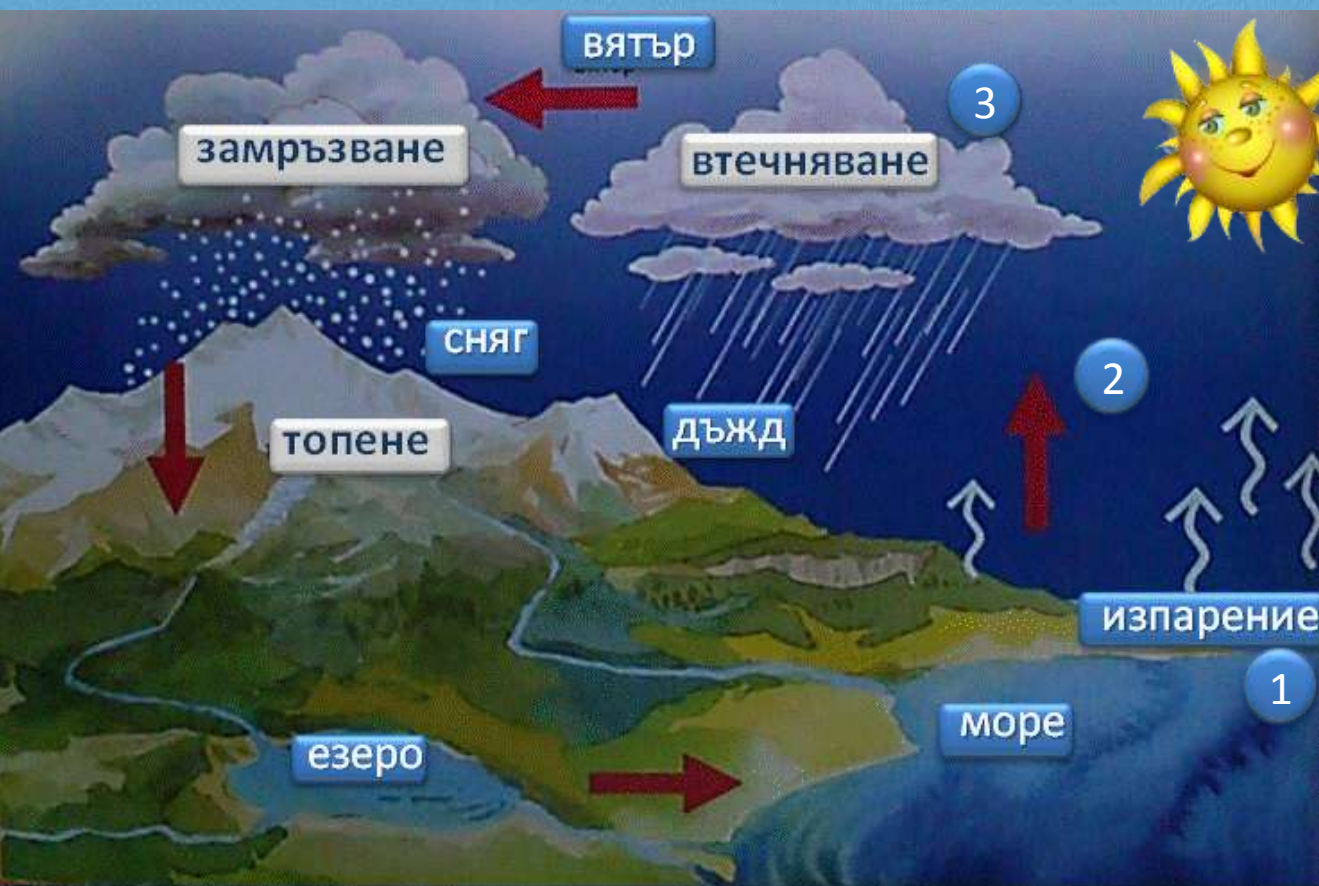 вятър
3
замръзване
втечняване
сняг
2
дъжд
топене
изпарение
1
море
езеро